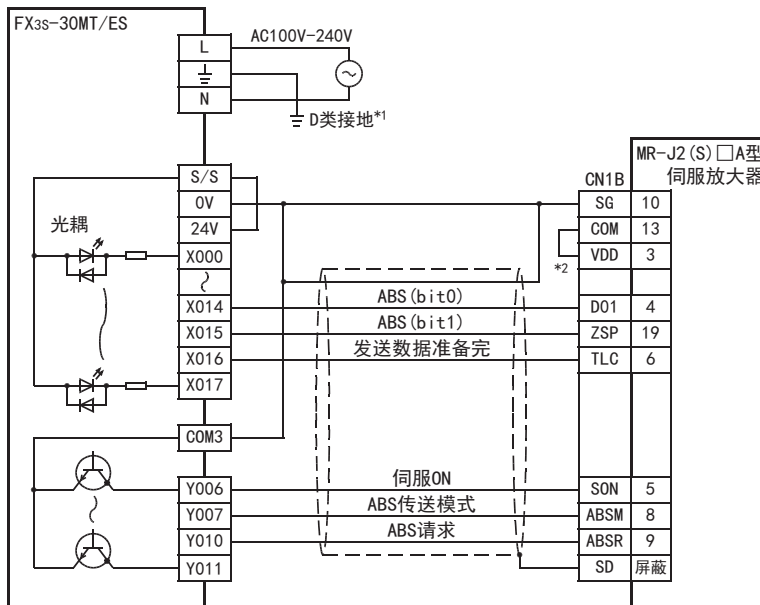 FX3S-30MT/ES
L
AC100V-240V
N
D类接地*1
S/S
0V
24V
光耦
X000
X014
X015
X016
X017
COM3
Y006
Y007
Y010
Y011
ABS(bit0)
ABS(bit1)
发送数据准备完
伺服ON
ABS传送模式
ABS请求
MR-J2(S)□A型
伺服放大器
CN1B
SG 10
COM 13
VDD 3
*2
DO1 4
ZSP 19
TLC 6
SON 5
ABSM 8
ABSR 9
SD 屏蔽